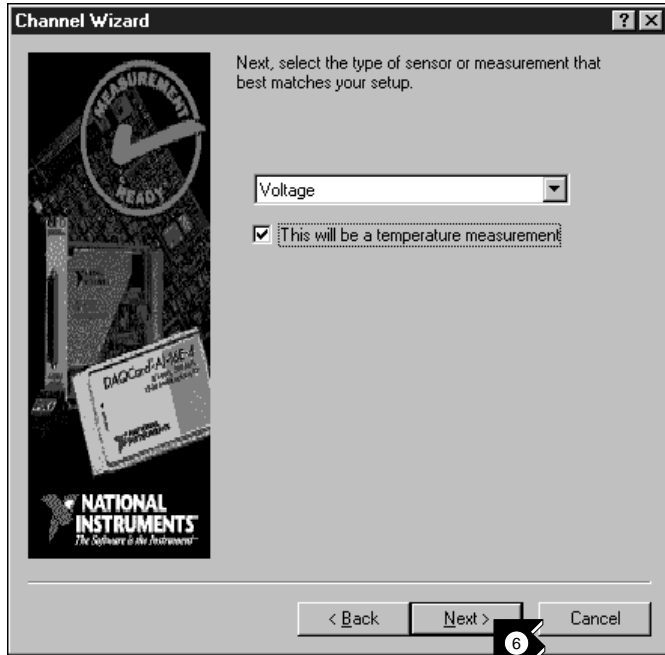 Channel Wizard
Next, select the type of sensor or measurement that
best matches your setup.
MEASUREMENT
READY
Voltage
This will be a temperature measurement
DAQCard-AI-16E-4
NATIONAL
INSTRUMENTS
The Software is the Instrument
< Back
Next >
Cancel
6